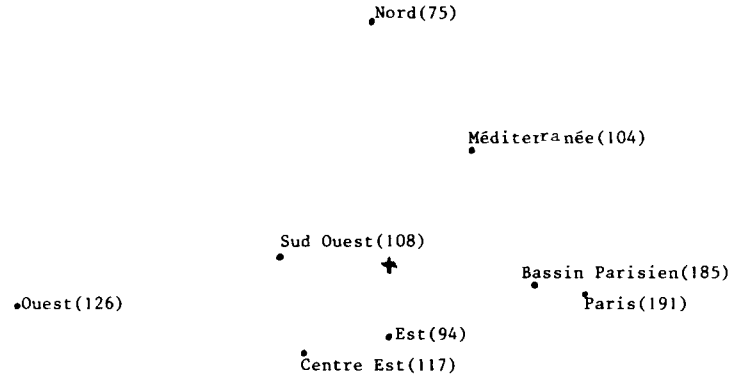 Nord(75)
Méditerranée(104)
Sud Ouest(108)
Bassin Parisien(185)
Ouest(126)
Paris(191)
Est(94)
Centre Est(117)